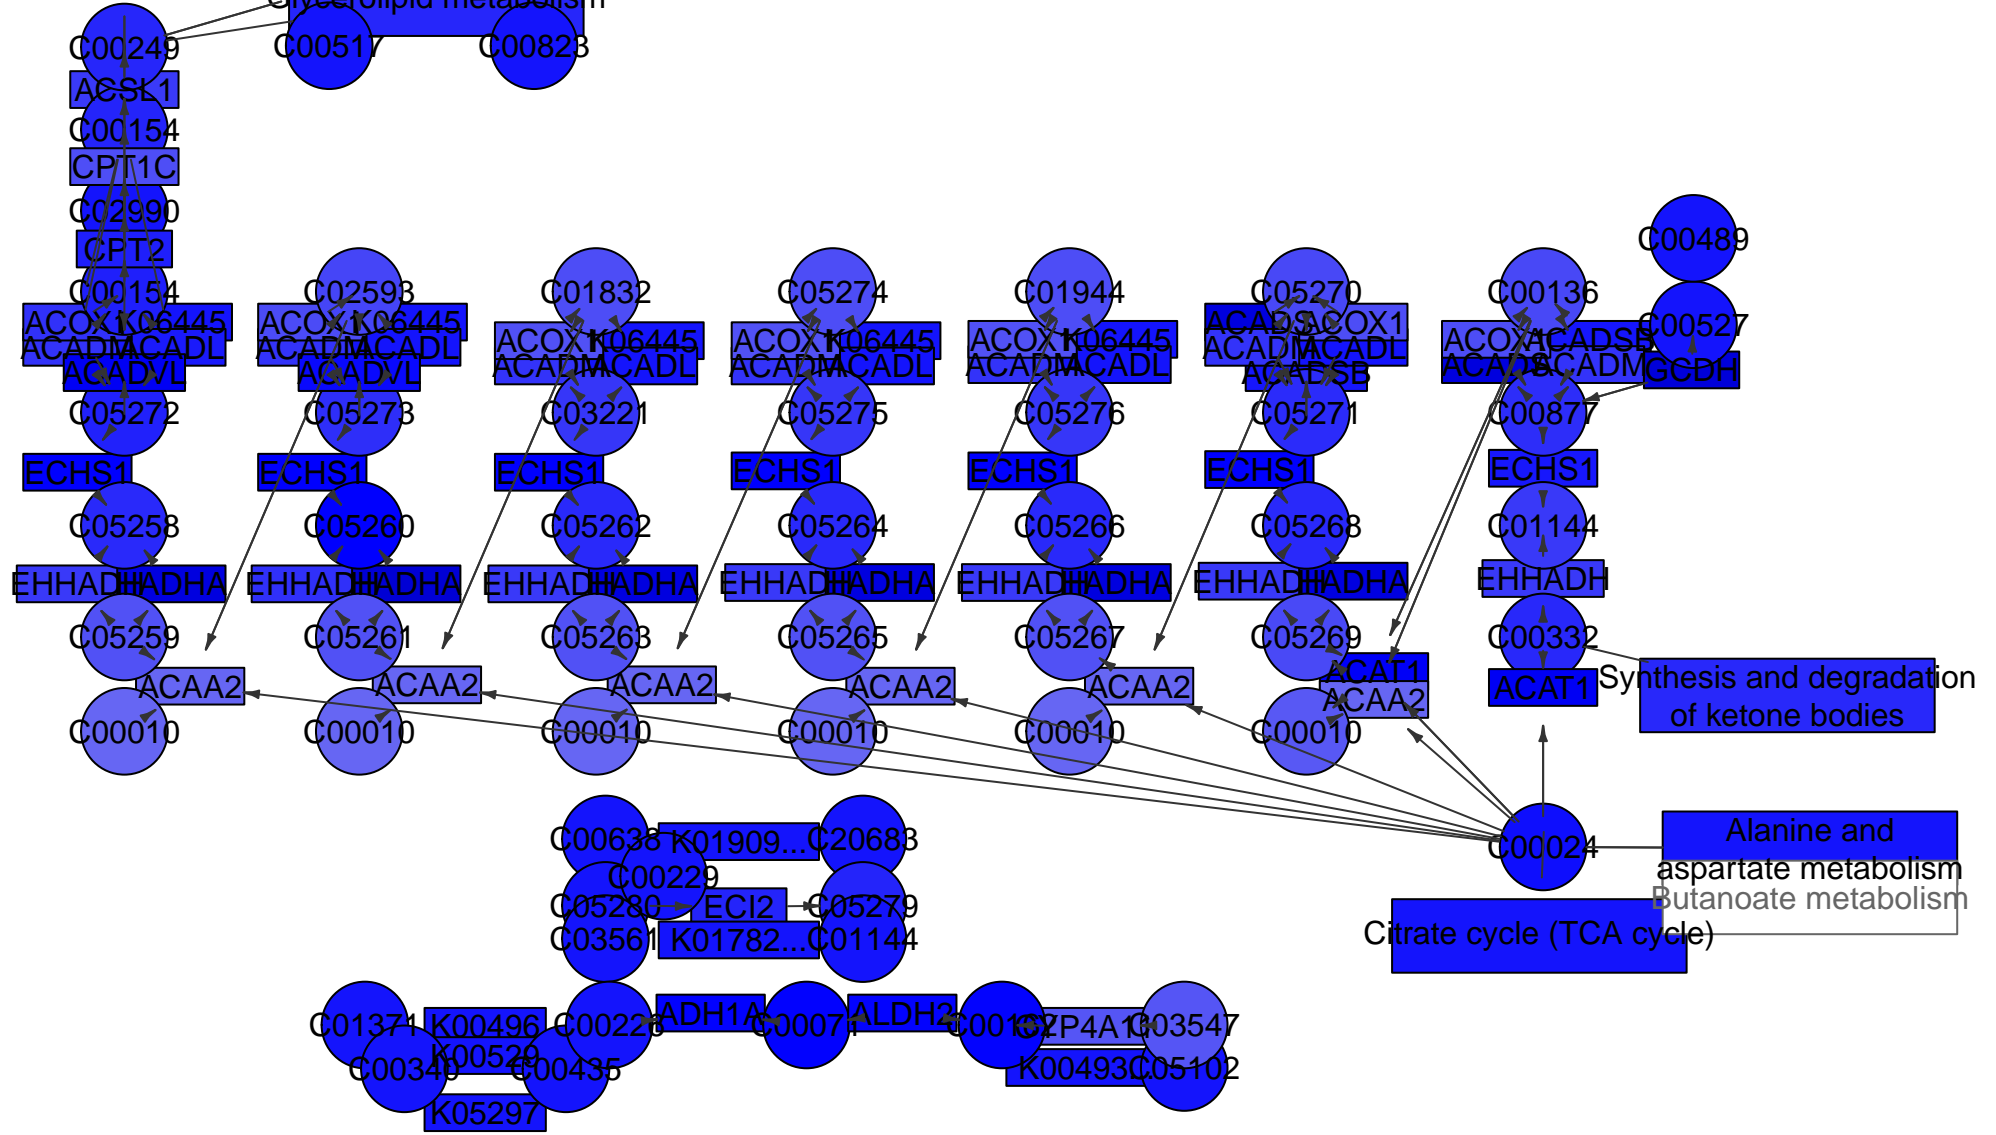 Glycerolipid metabolism
C00249
C00517
C00823
ACSL1
C00154
CPT1C
C02990
CPT2
C00489
C00154
C02593
C01832
C05274
C01944
C05270
C00136
C00527
ACOX1 K06445
ACOX1 K06445
ACOX1 K06445
ACOX1 K06445
ACOX1 K06445
ACADS ACOX1
ACOX1 ACADSB
ACADM ACADL
ACADM ACADL
ACADM ACADL
ACADM ACADL
ACADM ACADL
ACADM ACADL
ACADS ACADM
GCDH
ACADVL
ACADVL
ACADSB
C05272
C05273
C03221
C05275
C05276
C05271
C00877
ECHS1
ECHS1
ECHS1
ECHS1
ECHS1
ECHS1
ECHS1
C05258
C05260
C05262
C05264
C05266
C05268
C01144
EHHADH HADHA
EHHADH HADHA
EHHADH HADHA
EHHADH HADHA
EHHADH HADHA
EHHADH HADHA
EHHADH
C05259
C05261
C05263
C05265
C05267
C05269
C00332
ACAA2
ACAA2
ACAA2
ACAA2
ACAA2
ACAT1
ACAA2
ACAT1
Synthesis and degradation
of ketone bodies
C00010
C00010
C00010
C00010
C00010
C00010
C00638
K01909...
C20683
C00229
C05280
ECI2
C05279
C03561
K01782...
C01144
C00024
Alanine and
aspartate metabolism
Butanoate metabolism
Citrate cycle (TCA cycle)
C01371
K00496
C00226
ADH1A
C00071
ALDH2
C00162
CYP4A11
C03547
C00340
K00529
C00435
K00493...
C05102
K05297